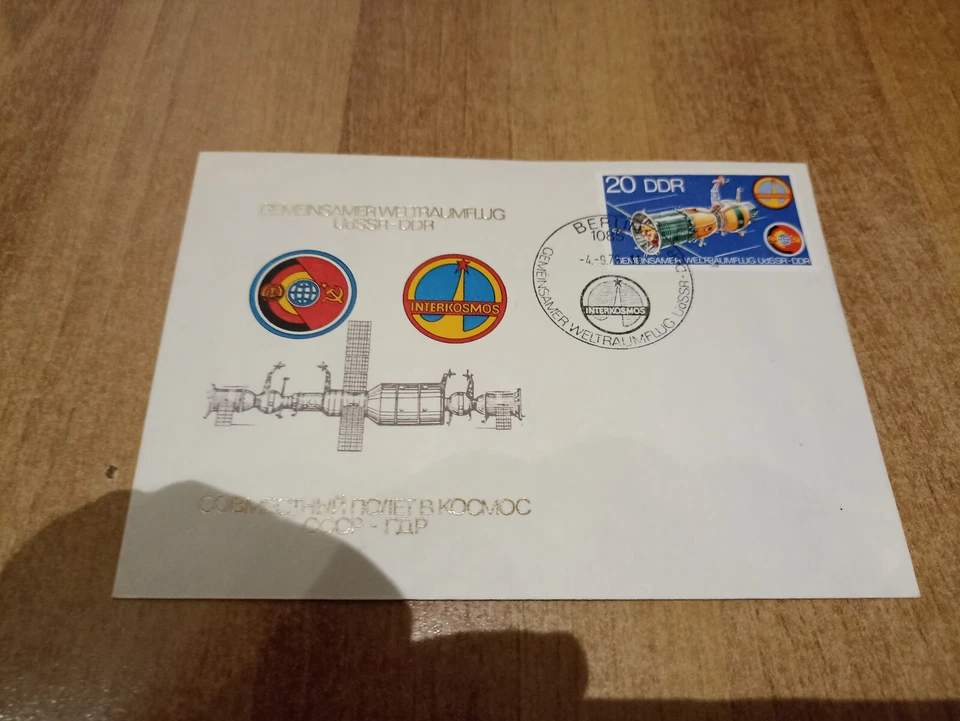 GEMEINSAMER WELTRAUMFLUG
UdSSR-DDR
INTERKOSMOS
20 DDR
GEMEINSAMER WELTRAUMFLUG UdSSR-DDR
BERLIN
1085
GEMEINSAMER WELTRAUMFLUG UdSSR-
INTERKOSMOS
СОВМЕСТНЫЙ ПОЛЕТ В КОСМОС
СССР - ГДР